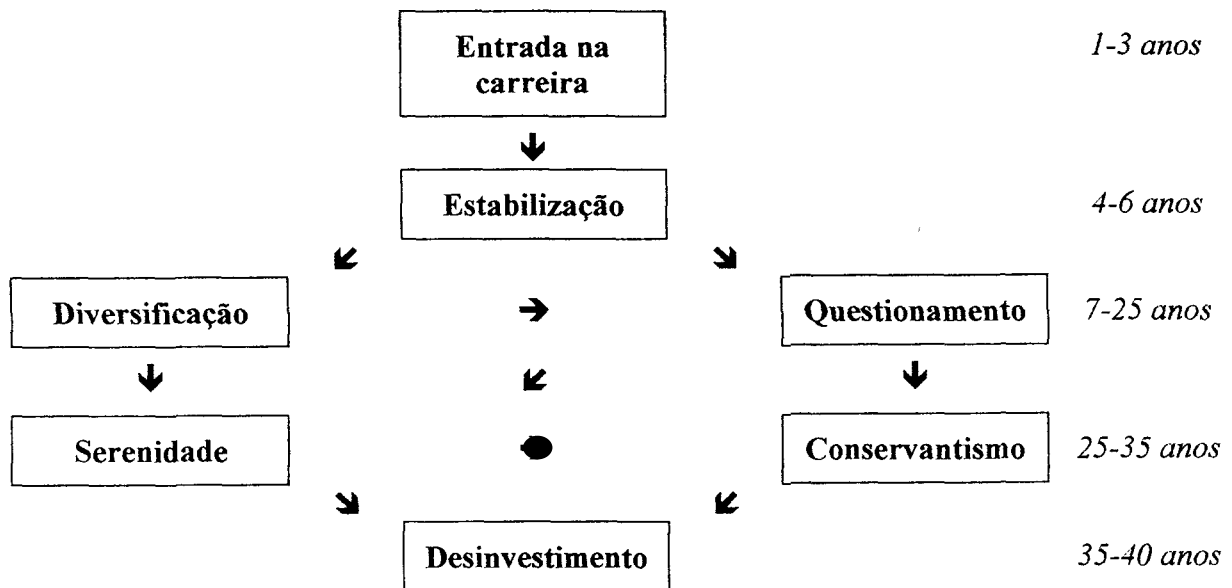 Entrada na
carreira
1-3 anos
Estabilização
4-6 anos
Diversificação
Questionamento
7-25 anos
Serenidade
Conservantismo
25-35 anos
Desinvestimento
35-40 anos